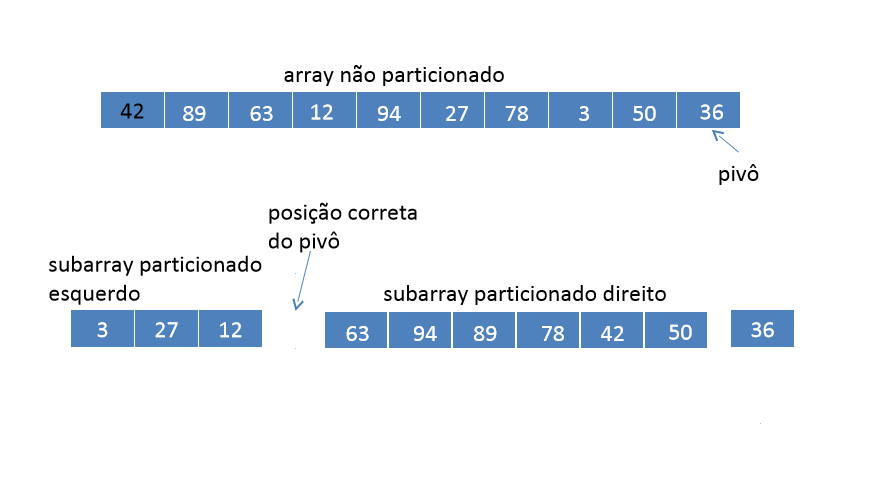 array não particionado
42 89 63 12 94 27 78 3 50 36
pivô
posição correta
do pivô
subarray particionado
esquerdo
subarray particionado direito
3 27 12 63 94 89 78 42 50 36